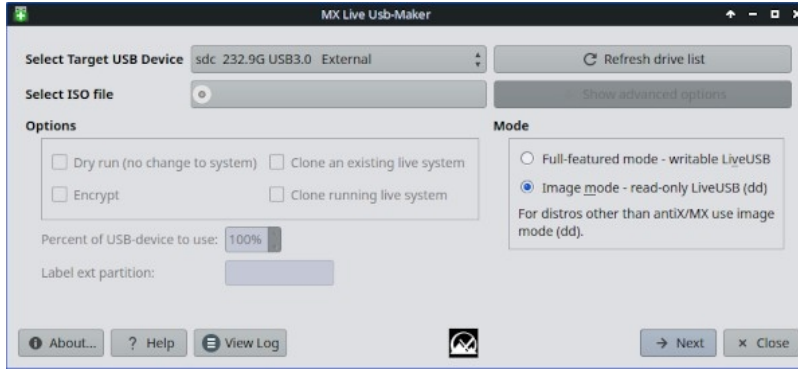 MX Live Usb-Maker
Select Target USB Device sdc 232.9G USB3.0 External Refresh drive list
Select ISO file Show advanced options
Options Mode
Dry run (no change to system) Clone an existing live system Full-featured mode - writable LiveUSB
Encrypt Clone running live system Image mode - read-only LiveUSB (dd)
For distros other than antiX/MX use image
mode (dd).
Percent of USB-device to use: 100%
Label ext partition:
About... ? Help View Log Next Close